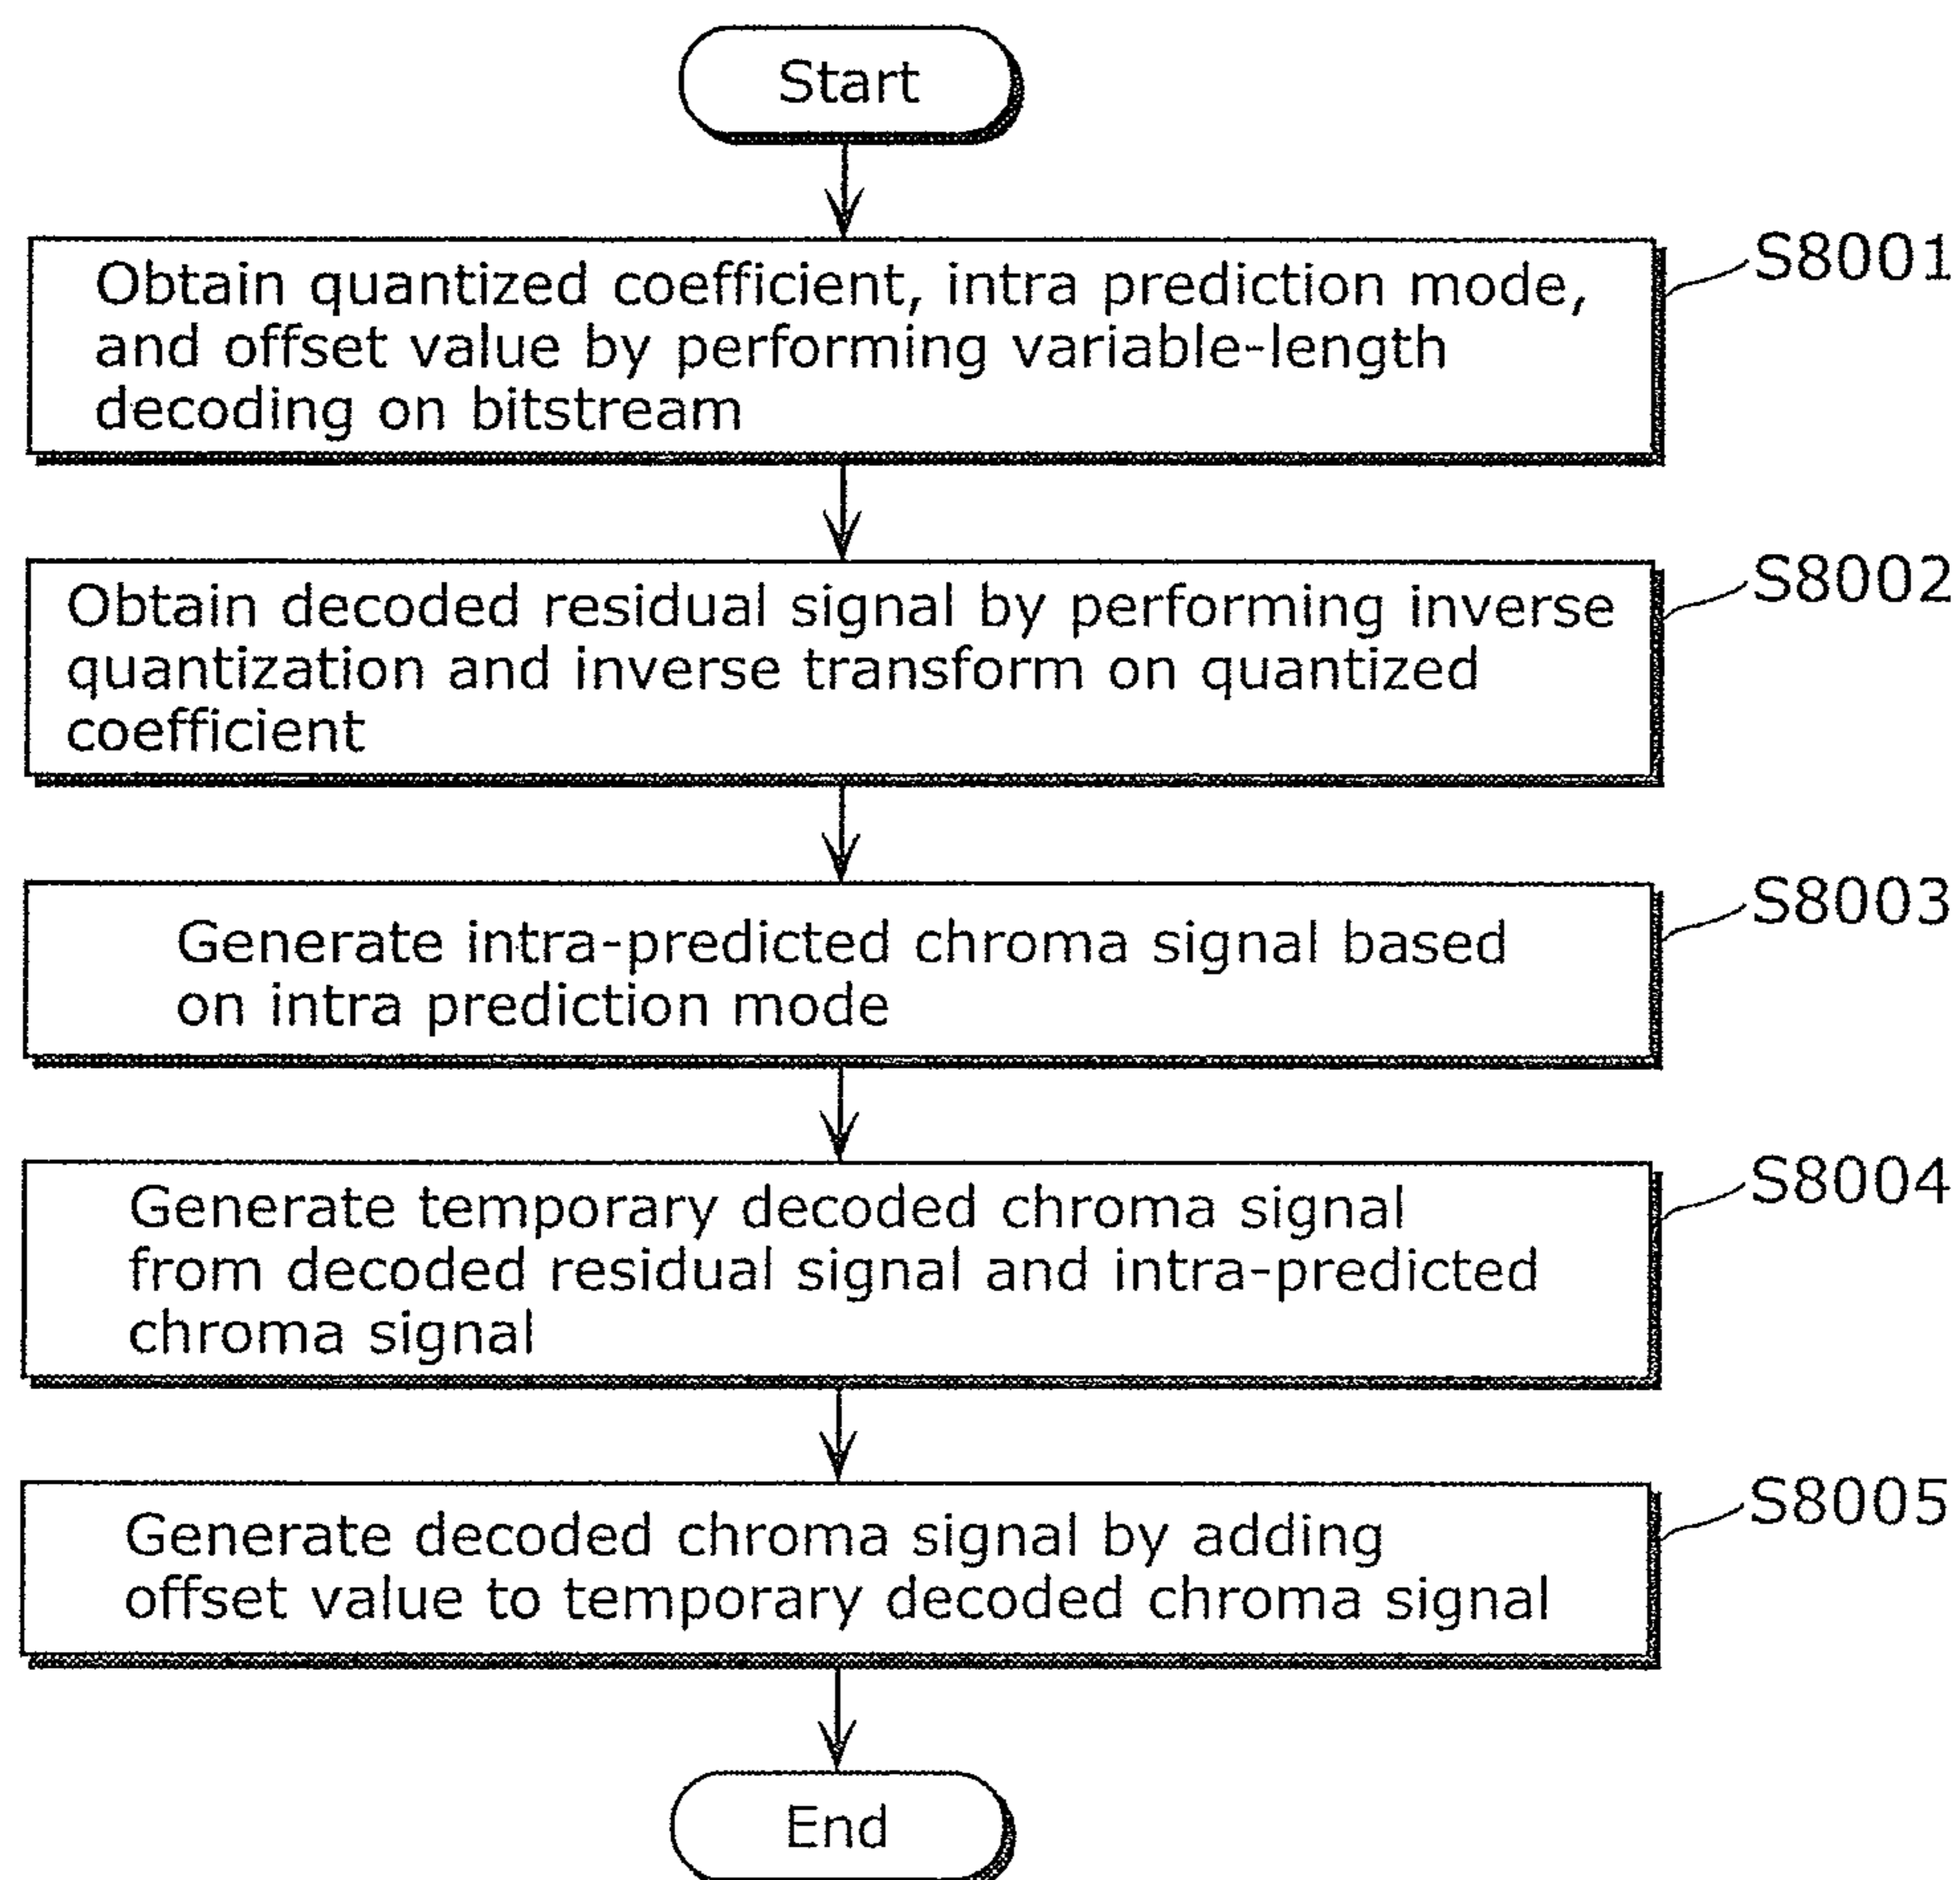 Start
Obtain quantized coefficient, intra prediction mode,
and offset value by performing variable-length
decoding on bitstream
S8001
Obtain decoded residual signal by performing inverse
quantization and inverse transform on quantized
coefficient
S8002
Generate intra-predicted chroma signal based
on intra prediction mode
S8003
Generate temporary decoded chroma signal
from decoded residual signal and intra-predicted
chroma signal
S8004
Generate decoded chroma signal by adding
offset value to temporary decoded chroma signal
S8005
End